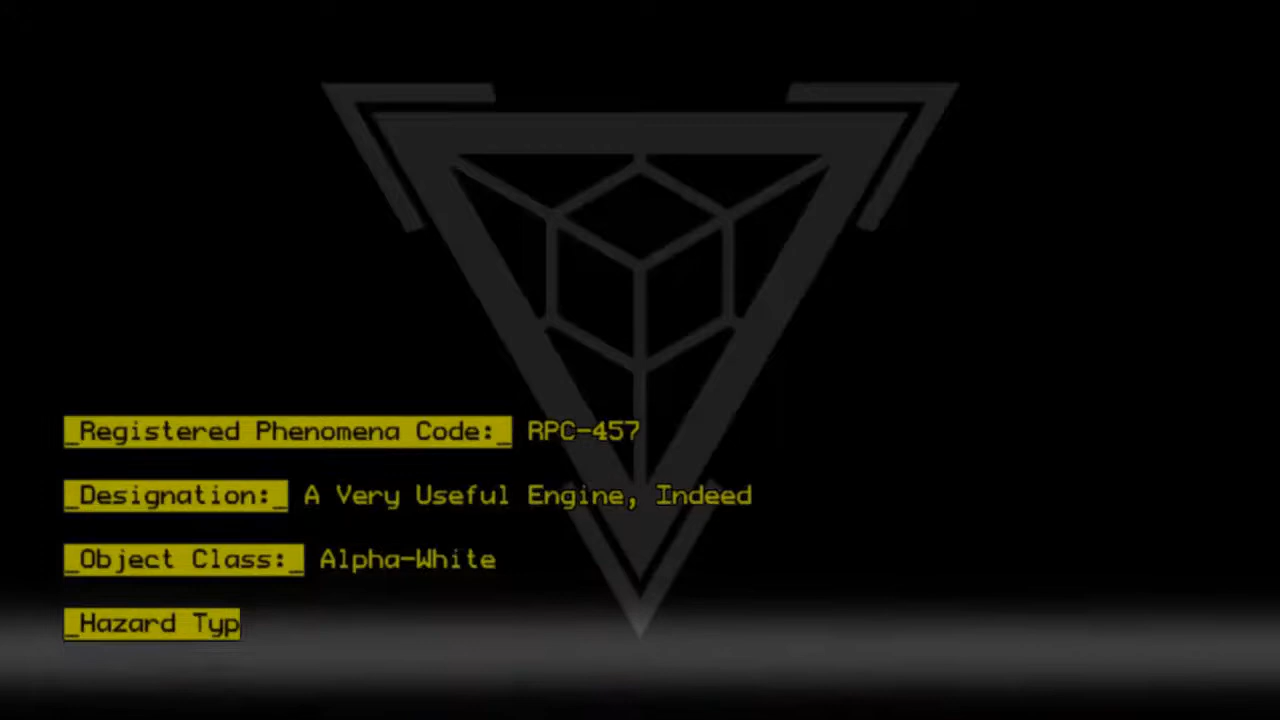 _Registered Phenomena Code:_ RPC-457
_Designation:_ A Very Useful Engine, Indeed
_Object Class:_ Alpha-White
_Hazard Typ